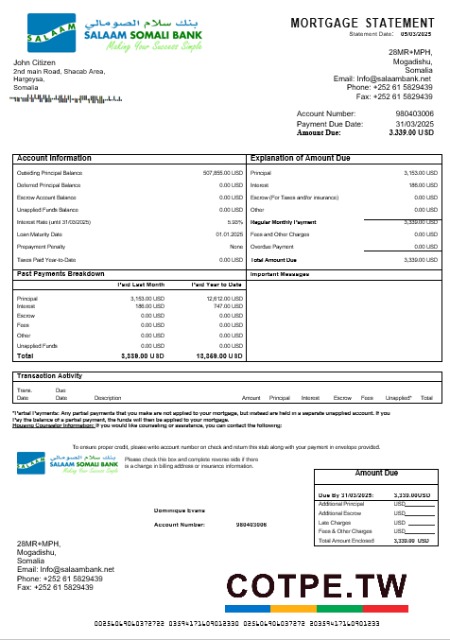 بنك سلام الصومالي
SALAAM
SALAAM SOMALI BANK
Making Your Success Simple
MORTGAGE STATEMENT
Statement Date: 05/03/2025
John Citizen
2nd main Road, Shacab Area,
Hargeysa,
Somalia
28MR+MPH,
Mogadishu,
Somalia
Email: Info@salaambank.net
Phone: +252 61 5829439
Fax: +252 61 5829439
Account Number: 980403006
Payment Due Date: 31/03/2025
Amount Due: 3,339.00 USD
Account Information
Outsding Principal Balance 507,855.00 USD
Deferred Principal Balance 0.00 USD
Escrow Account Balance 0.00 USD
Unapplied Funds Balance 0.00 USD
Interest Rate (until 31/03/2025) 5.93%
Loan Maturity Date 01.01.2025
Prepayment Penalty None
Taxes Paid Year-to-Date 0.00 USD
Explanation of Amount Due
Principal 3,153.00 USD
Interest 186.00 USD
Escrow (For Taxes and/or insurance) 0.00 USD
Other 0.00 USD
Regular Monthly Payment 3,339.00 USD
Fees and Other Charges 0.00 USD
Overdue Payment 0.00 USD
Total Amount Due 3,339.00 USD
Past Payments Breakdown
Paid Last Month Paid Year to Date
Principal 3,153.00 USD 12,612.00 USD
Interest 186.00 USD 747.00 USD
Escrow 0.00 USD 0.00 USD
Fees 0.00 USD 0.00 USD
Other 0.00 USD 0.00 USD
Unapplied Funds 0.00 USD 0.00 USD
Total 3,339.00 USD
Important Messages
Transaction Activity
Trans. Date Due Date Description Amount Principal Interest Escrow Fees Unapplied* Total
*Partial Payments: Any partial payments that you make are not applied to your mortgage, but instead are held in a separate unapplied account. If you
Pay the balance of a partial payment, the funds will then be applied to your mortgage.
Housing Counselor Information: If you would like counseling or assistance, you can contact the following:
To ensure proper credit, please write account number on check and return this stub along with your payment in envelope provided.
بنك سلام الصومالي
SALAAM
SALAAM SOMALI BANK
Making Your Success Simple
Please check this box and complete reverse side if there
is a change in billing address or insurance information.
Amount Due
Due By 31/03/2025: 3,339.00USD
Additional Principal USD
Additional Escrow USD
Late Charges USD
Fees & Other Charges USD
Total Amount Enclosed 3,339.00 USD
Dominique Evans
Account Number: 980403006
28MR+MPH,
Mogadishu,
Somalia
Email: Info@salaambank.net
Phone: +252 61 5829439
Fax: +252 61 5829439
COTPE.TW